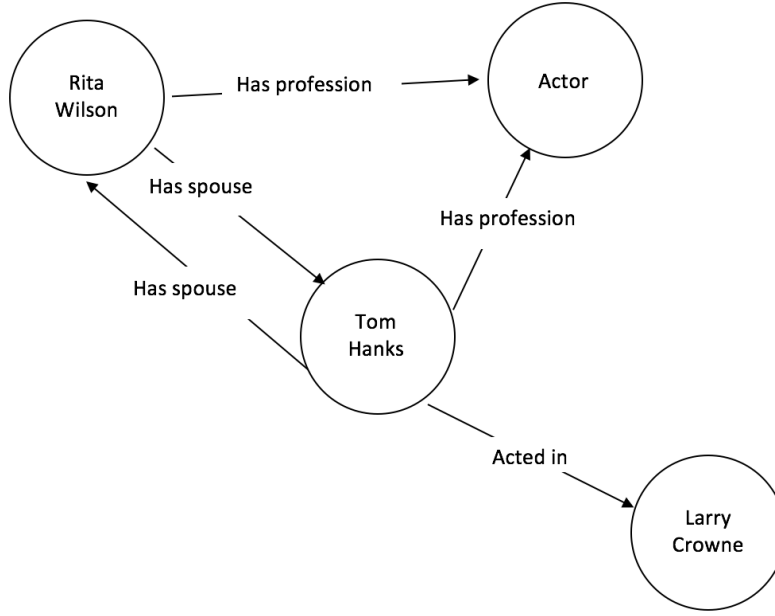 Rita
Wilson
Has profession
Actor
Has spouse
Has profession
Has spouse
Tom
Hanks
Acted in
Larry
Crowne